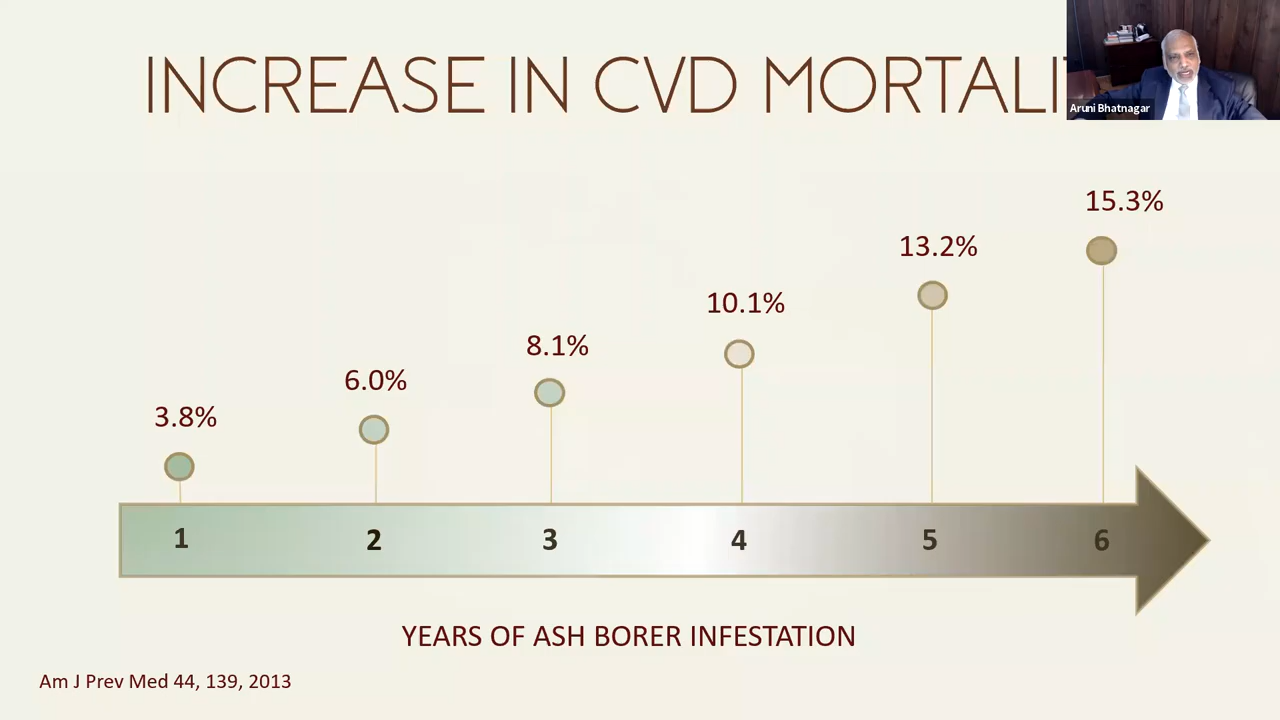 INCREASE IN CVD MORTALI
Aruni Bhatnagar
15.3%
13.2%
10.1%
8.1%
6.0%
3.8%
1 2 3 4 5 6
YEARS OF ASH BORER INFESTATION
Am J Prev Med 44, 139, 2013